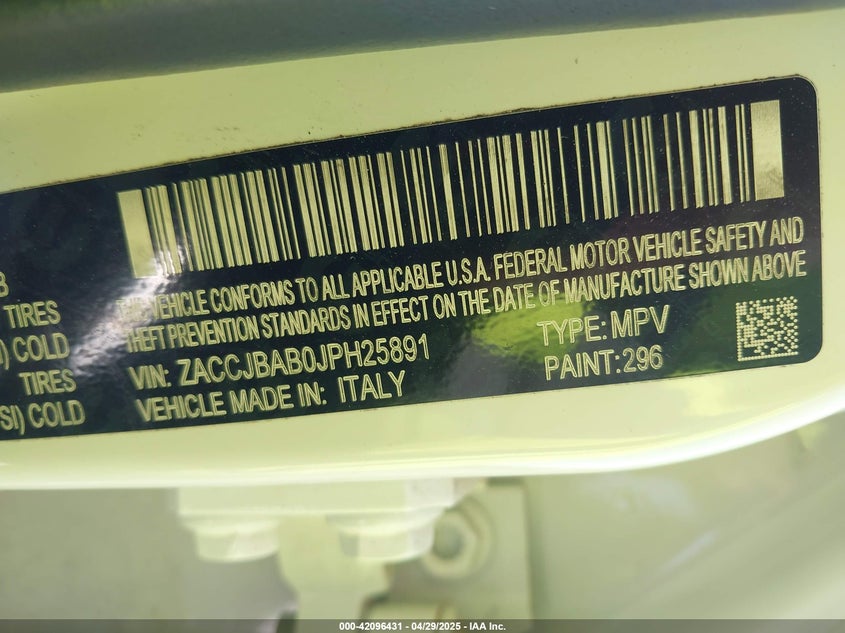 B
TIRES
) COLD
TIRES
SI) COLD
THE VEHICLE CONFORMS TO ALL APPLICABLE U.S.A. FEDERAL MOTOR VEHICLE SAFETY AND
THEFT PREVENTION STANDARDS IN EFFECT ON THE DATE OF MANUFACTURE SHOWN ABOVE
VIN: ZACCJBAB0JPH25891
TYPE: MPV
VEHICLE MADE IN: ITALY
PAINT: 296
000-42096431 - 04/29/2025 - IAA Inc.